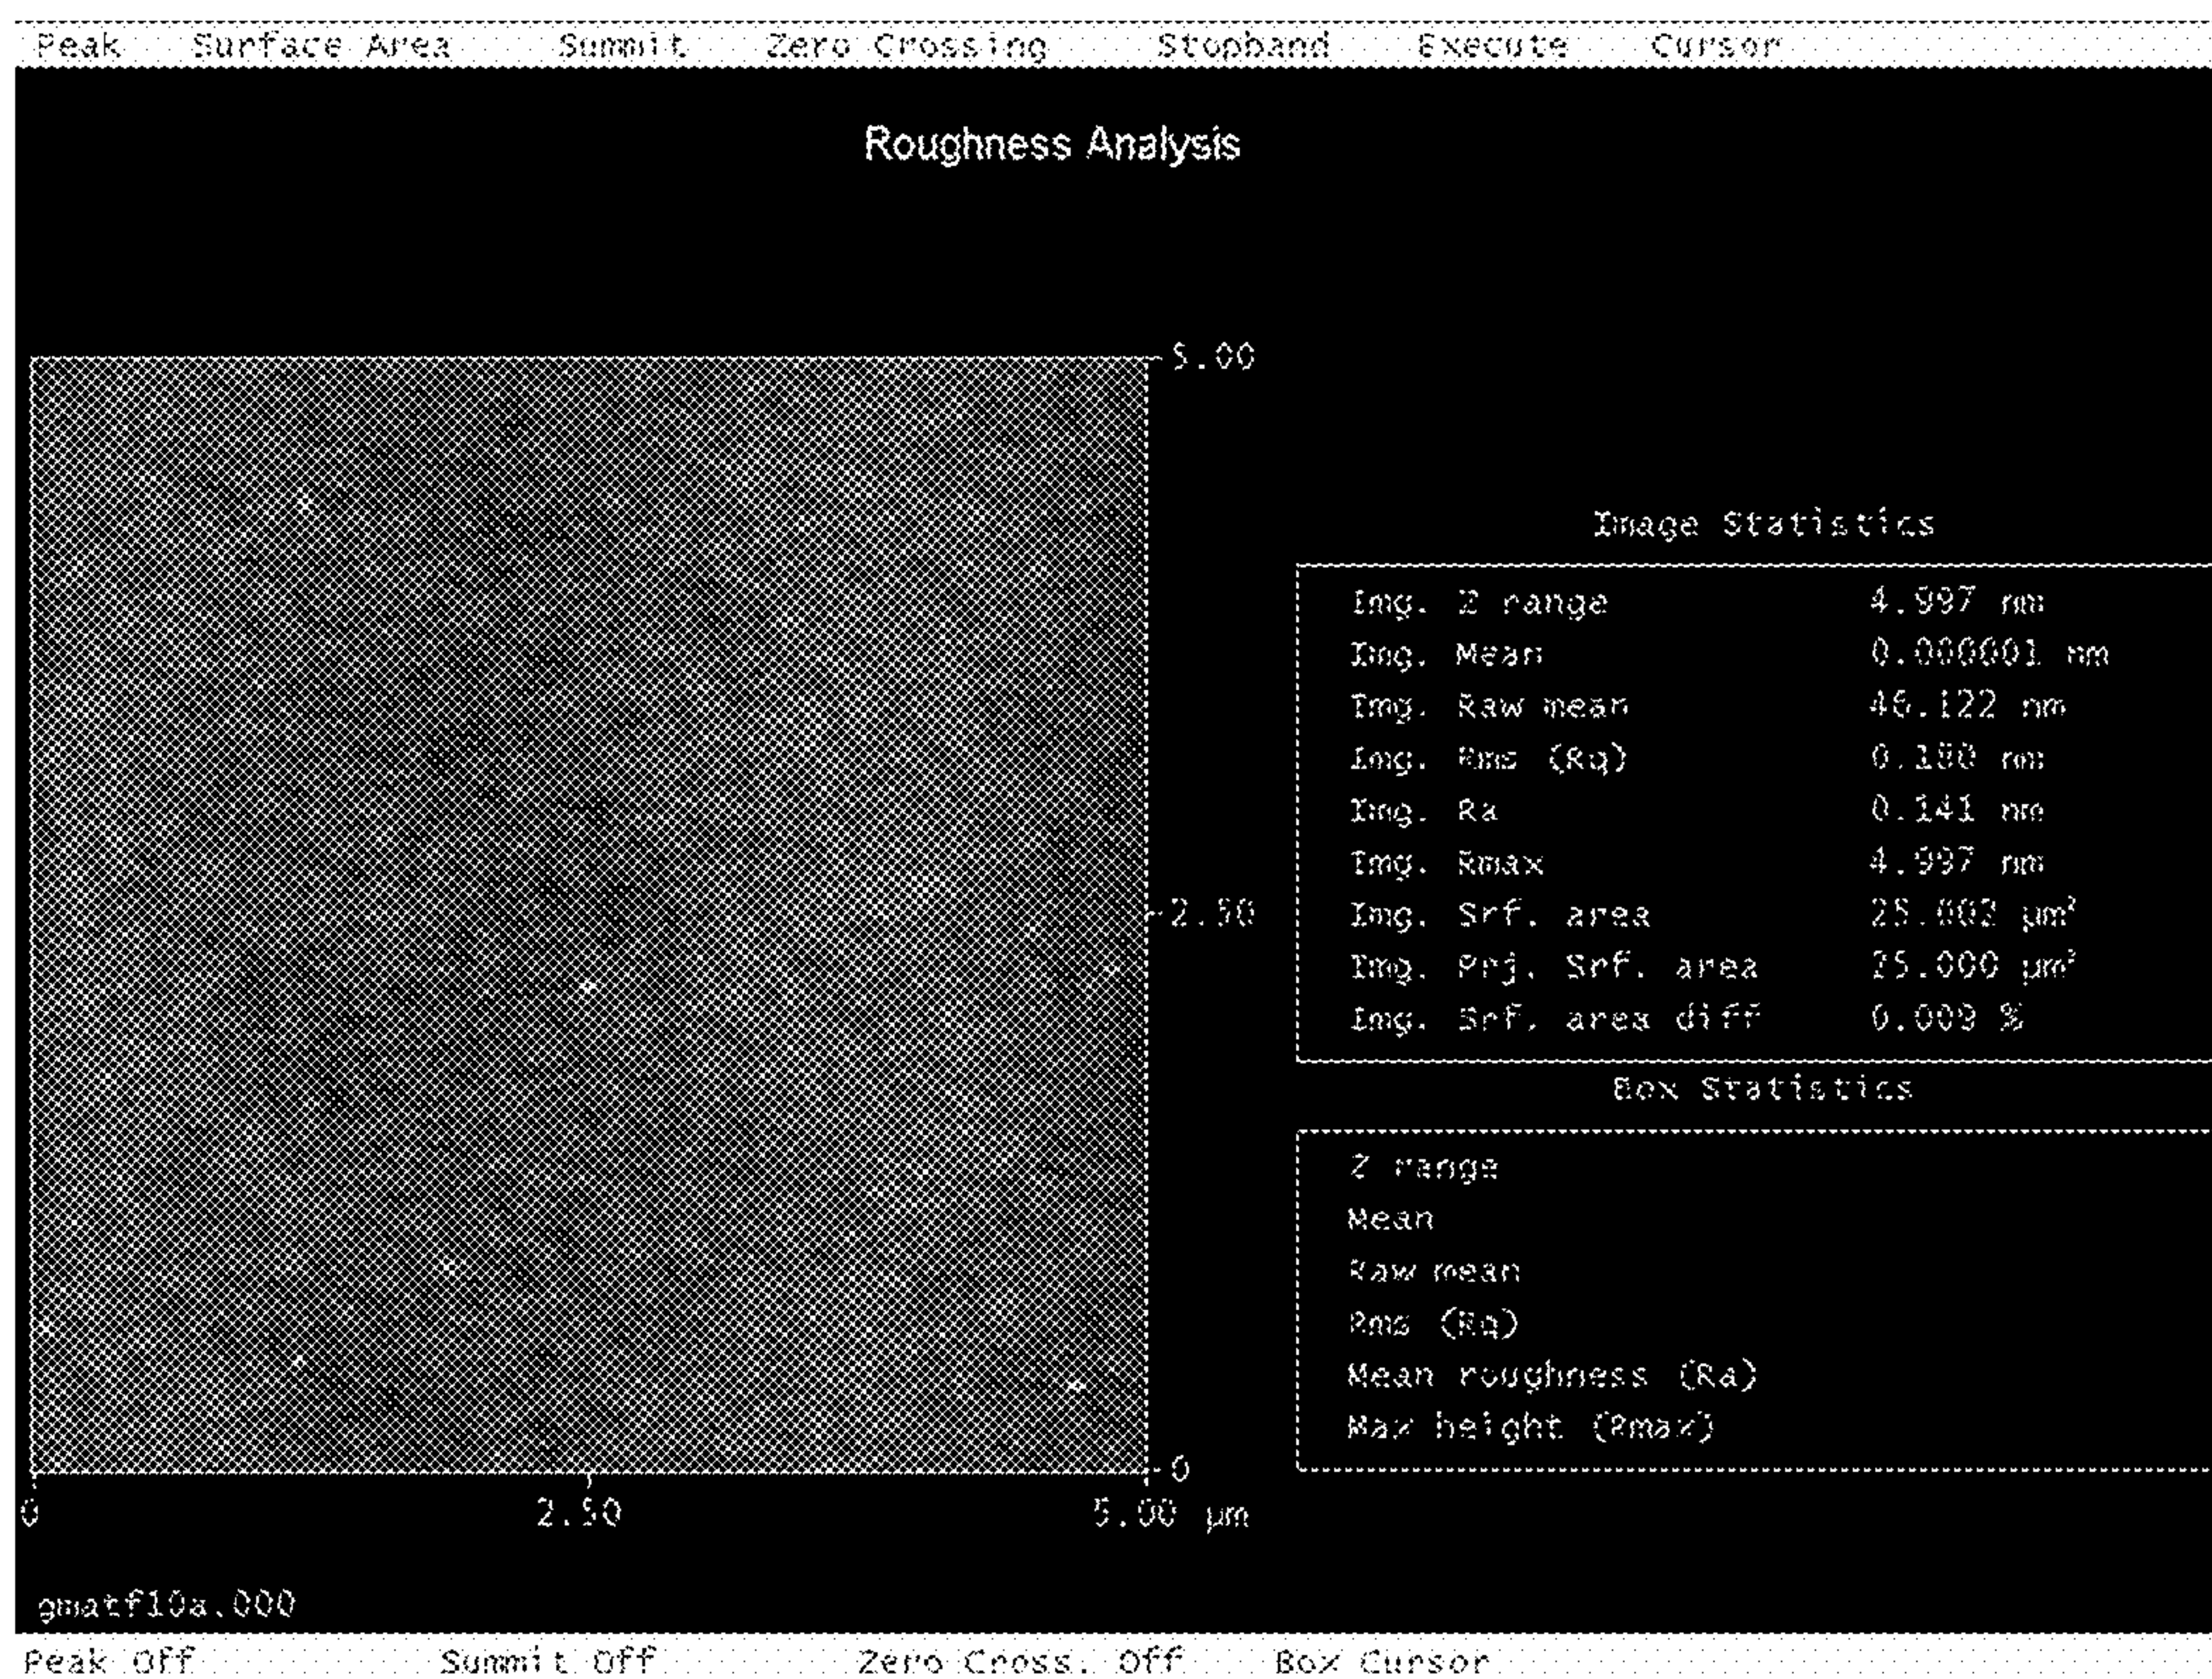 Peak Surface Area Summit Zero Crossing Stopband Execute Cursor
Roughness Analysis
5.00
2.50
0
0 2.50 5.00 µm
Image Statistics
Img. Z range 4.997 nm
Img. Mean 0.000001 nm
Img. Raw mean 46.122 nm
Img. Rms (Rq) 0.180 nm
Img. Ra 0.141 nm
Img. Rmax 4.997 nm
Img. Srf. area 25.002 µm²
Img. Prj. Srf. area 25.000 µm²
Img. Srf. area diff 0.009 %
Box Statistics
Z range
Mean
Raw mean
Rms (Rq)
Mean roughness (Ra)
Max height (Rmax)
gmatf10a.000
Peak Off Summit Off Zero Cross. Off Box Cursor